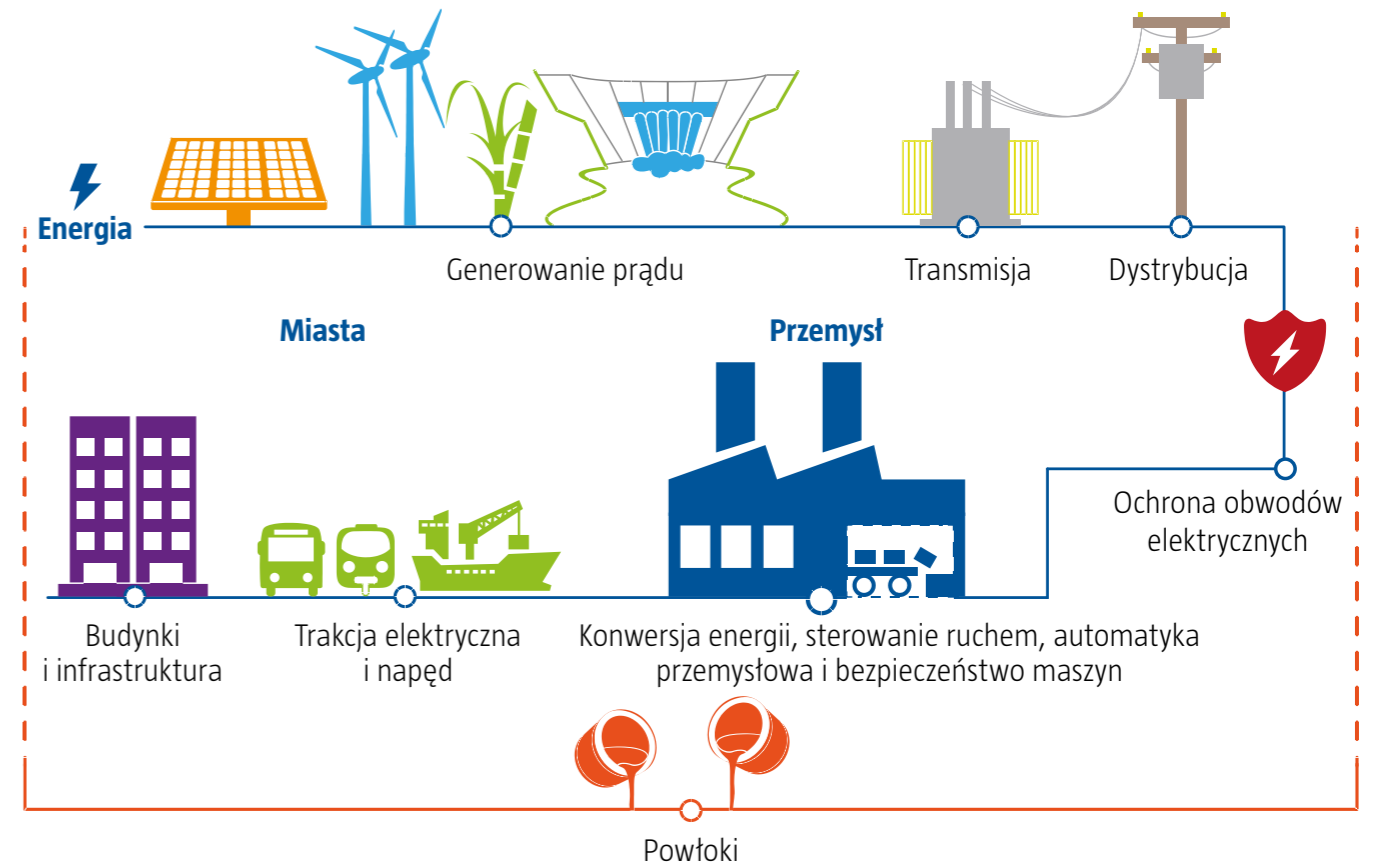 Energia
Generowanie prądu
Transmisja
Dystrybucja
Miasta
Przemysł
Ochrona obwodów
elektrycznych
Budynki
i infrastruktura
Trakcja elektryczna
i napęd
Konwersja energii, sterowanie ruchem, automatyka
przemysłowa i bezpieczeństwo maszyn
Powłoki